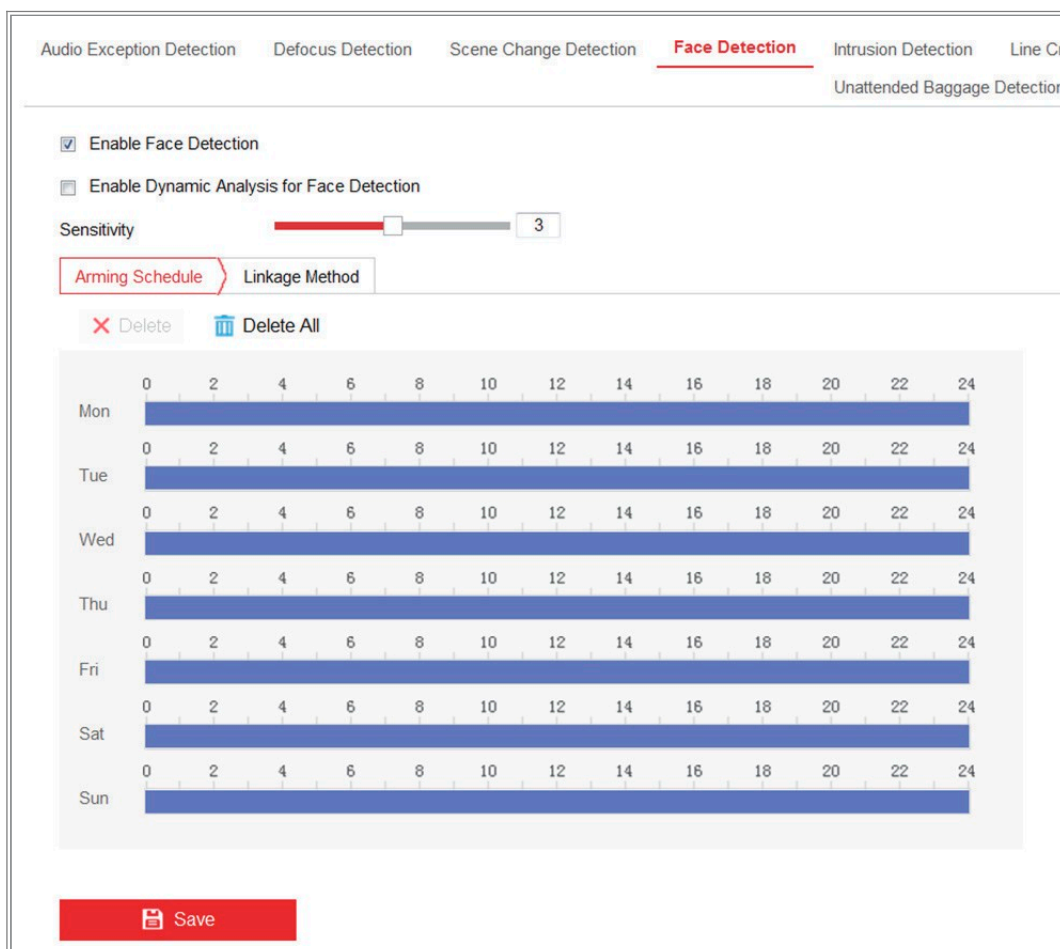 Audio Exception Detection Defocus Detection Scene Change Detection Face Detection Intrusion Detection Line
Unattended Baggage Detection
Enable Face Detection
Enable Dynamic Analysis for Face Detection
Sensitivity 3
Arming Schedule Linkage Method
Delete Delete All
0 2 4 6 8 10 12 14 16 18 20 22 24
Mon
0 2 4 6 8 10 12 14 16 18 20 22 24
Tue
0 2 4 6 8 10 12 14 16 18 20 22 24
Wed
0 2 4 6 8 10 12 14 16 18 20 22 24
Thu
0 2 4 6 8 10 12 14 16 18 20 22 24
Fri
0 2 4 6 8 10 12 14 16 18 20 22 24
Sat
0 2 4 6 8 10 12 14 16 18 20 22 24
Sun
Save